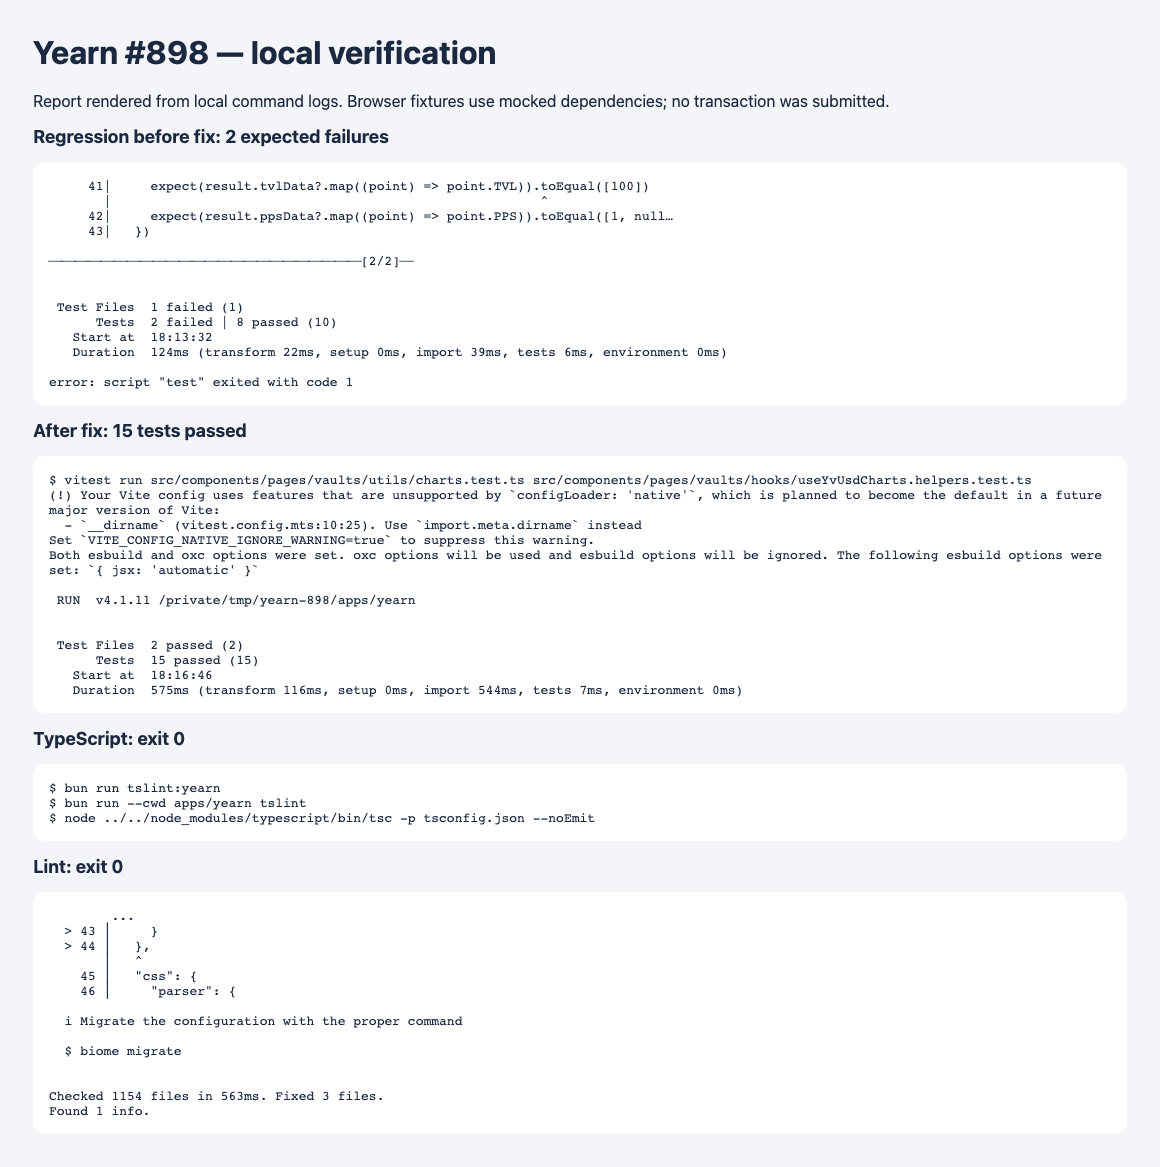 Yearn #898 — local verification
Report rendered from local command logs. Browser fixtures use mocked dependencies; no transaction was submitted.
Regression before fix: 2 expected failures
41|     expect(result.tvlData?.map((point) => point.TVL)).toEqual([100])
|                                                       ^
42|     expect(result.ppsData?.map((point) => point.PPS)).toEqual([1, null…
43|   })
⎯⎯⎯⎯⎯⎯⎯⎯⎯⎯⎯⎯⎯⎯⎯⎯⎯⎯⎯⎯⎯⎯⎯⎯[2/2]⎯
Test Files  1 failed (1)
Tests  2 failed | 8 passed (10)
Start at  18:13:32
Duration  124ms (transform 22ms, setup 0ms, import 39ms, tests 6ms, environment 0ms)
error: script "test" exited with code 1
After fix: 15 tests passed
$ vitest run src/components/pages/vaults/utils/charts.test.ts src/components/pages/vaults/hooks/useYvUsdCharts.helpers.test.ts
(!) Your Vite config uses features that are unsupported by `configLoader: 'native'`, which is planned to become the default in a future
major version of Vite:
- `__dirname` (vitest.config.mts:10:25). Use `import.meta.dirname` instead
Set `VITE_CONFIG_NATIVE_IGNORE_WARNING=true` to suppress this warning.
Both esbuild and oxc options were set. oxc options will be used and esbuild options will be ignored. The following esbuild options were
set: `{ jsx: 'automatic' }`
RUN  v4.1.11 /private/tmp/yearn-898/apps/yearn
Test Files  2 passed (2)
Tests  15 passed (15)
Start at  18:16:46
Duration  575ms (transform 116ms, setup 0ms, import 544ms, tests 7ms, environment 0ms)
TypeScript: exit 0
$ bun run tslint:yearn
$ bun run --cwd apps/yearn tslint
$ node ../../node_modules/typescript/bin/tsc -p tsconfig.json --noEmit
Lint: exit 0
...
> 43 │     }
> 44 │   },
│   ^
45 │   "css": {
46 │     "parser": {
i Migrate the configuration with the proper command
$ biome migrate
Checked 1154 files in 563ms. Fixed 3 files.
Found 1 info.